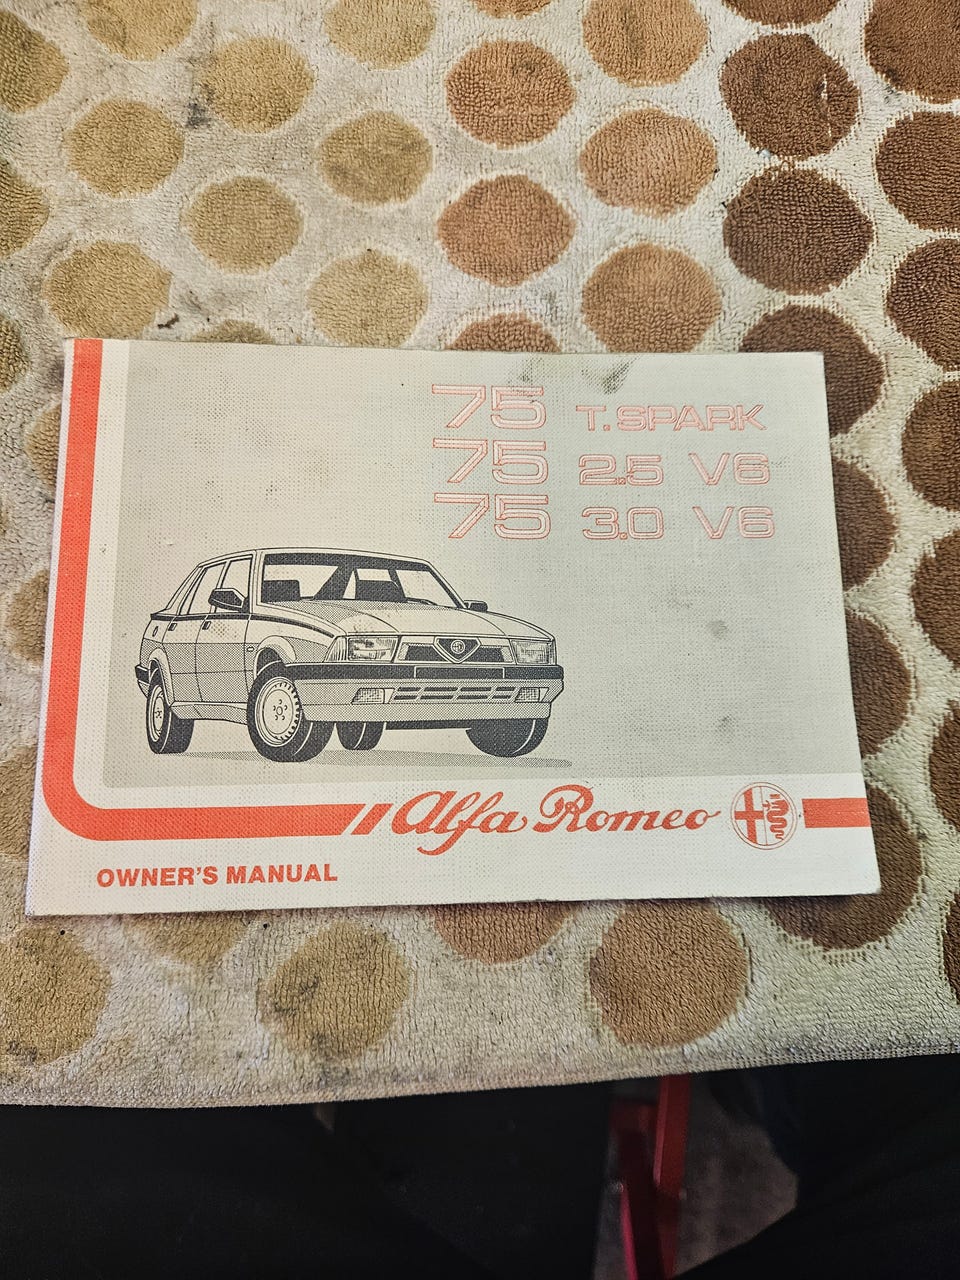 75 T.SPARK
75 2.5 V6
75 3.0 V6
Alfa Romeo
OWNER'S MANUAL